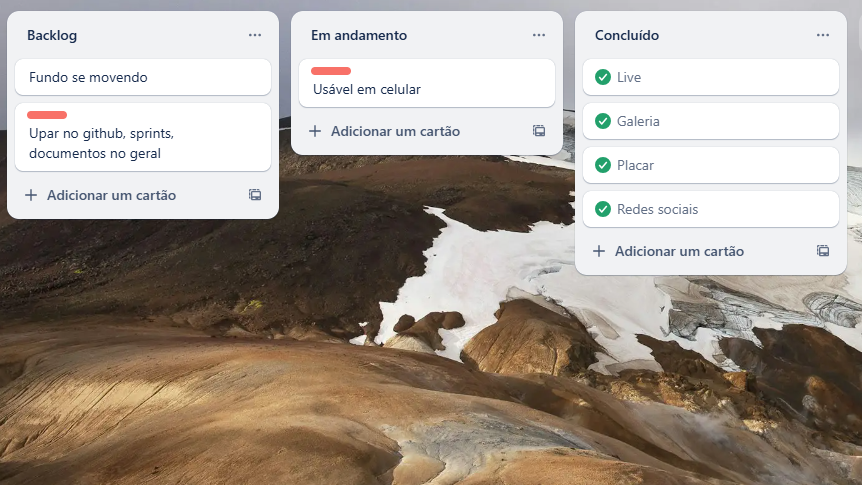 Backlog
Fundo se movendo
Upar no github, sprints,
documentos no geral
Adicionar um cartão
Em andamento
Usável em celular
Adicionar um cartão
Concluído
Live
Galeria
Placar
Redes sociais
Adicionar um cartão